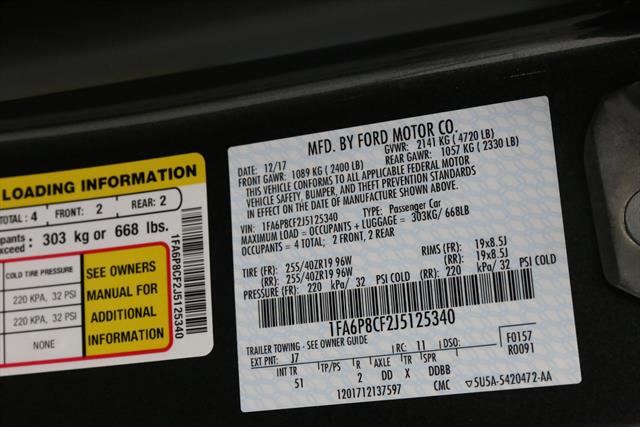 LOADING INFORMATION
TOTAL: 4 FRONT: 2 REAR: 2
pants
exceed : 303 kg or 668 lbs.
COLD TIRE PRESSURE
220 KPA, 32 PSI
220 KPA, 32 PSI
NONE
SEE OWNERS
MANUAL FOR
ADDITIONAL
INFORMATION
1FA6P8CF2J5125340
MFD. BY FORD MOTOR CO.
DATE: 12/17 GVWR: 2141 KG (4720 LB)
FRONT GAWR: 1089 KG (2400 LB) REAR GAWR: 1057 KG (2330 LB)
THIS VEHICLE CONFORMS TO ALL APPLICABLE FEDERAL MOTOR
VEHICLE SAFETY, BUMPER, AND THEFT PREVENTION STANDARDS
IN EFFECT ON THE DATE OF MANUFACTURE SHOWN ABOVE.
VIN: 1FA6P8CF2J5125340 TYPE: Passenger Car
MAXIMUM LOAD = OCCUPANTS + LUGGAGE = 303KG/ 668LB
OCCUPANTS = 4 TOTAL; 2 FRONT, 2 REAR
TIRE (FR): 255/40ZR19 96W RIMS (FR): 19x8.5J
(RR): 255/40ZR19 96W (RR): 19x8.5J
PRESSURE (FR): 220 kPa/ 32 PSI COLD (RR): 220 kPa/ 32 PSI COLD
1FA6P8CF2J5125340
TRAILER TOWING - SEE OWNER GUIDE F0157
EXT PNT: J7 RC: 11 DSO: R0091
INT TR TP/PS R AXLE TR SPR
51 2 DD X DDBB
1201712137597 CMC ▽5U5A-5420472-AA